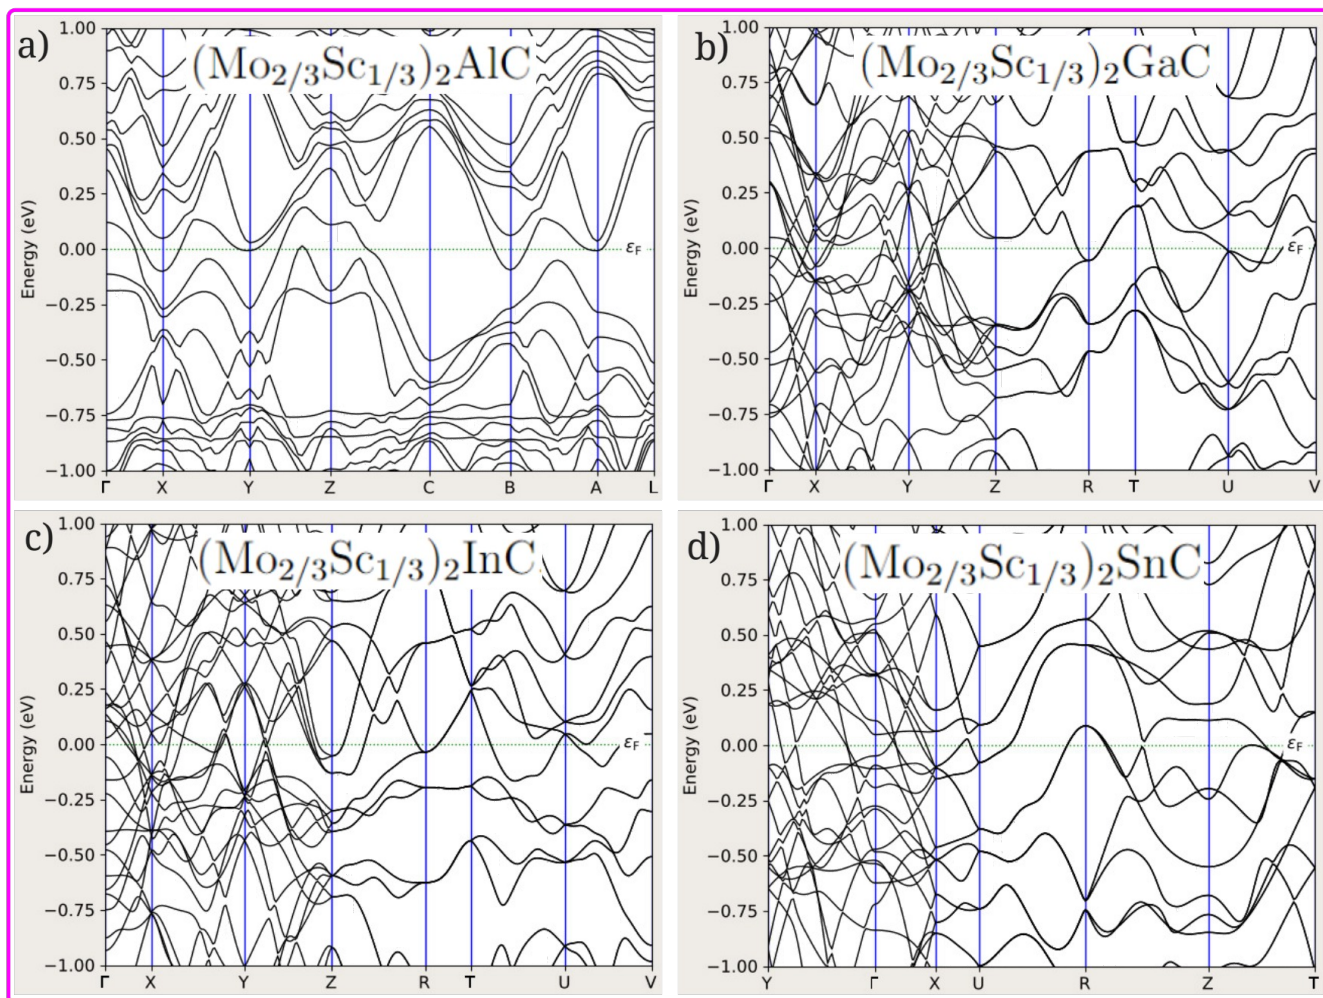 a)
(Mo2/3Sc1/3)2AlC
Energy (eV)
1.00
0.75
0.50
0.25
0.00
−0.25
−0.50
−0.75
−1.00
εF
Γ X Y Z C B A L
b)
(Mo2/3Sc1/3)2GaC
Energy (eV)
1.00
0.75
0.50
0.25
0.00
−0.25
−0.50
−0.75
−1.00
εF
Γ X Y Z R T U V
c)
(Mo2/3Sc1/3)2InC
Energy (eV)
1.00
0.75
0.50
0.25
0.00
−0.25
−0.50
−0.75
−1.00
εF
Γ X Y Z R T U V
d)
(Mo2/3Sc1/3)2SnC
Energy (eV)
1.00
0.75
0.50
0.25
0.00
−0.25
−0.50
−0.75
−1.00
εF
Y Γ X U R Z T